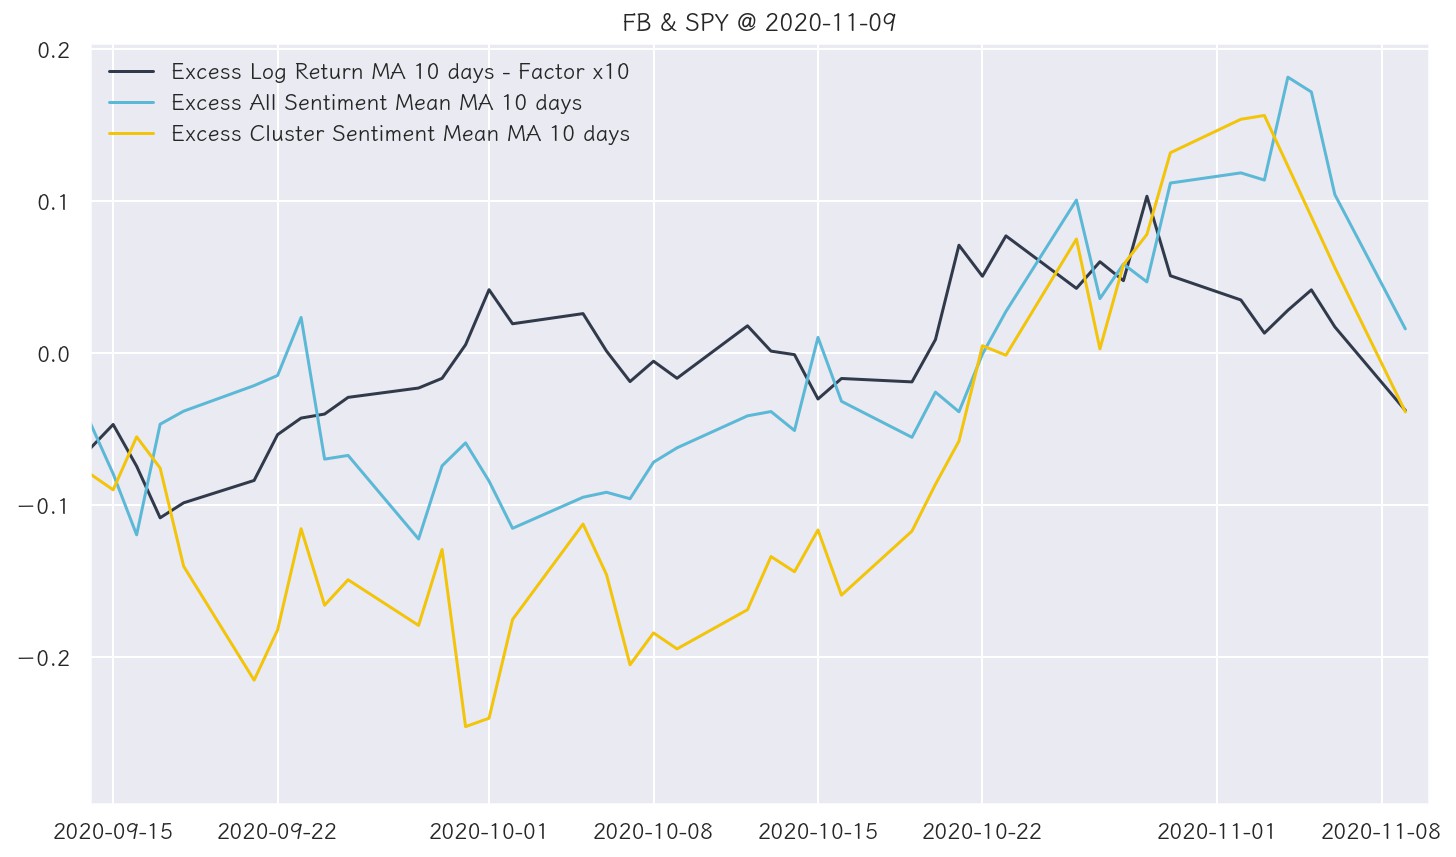 FB & SPY @ 2020-11-09
Excess Log Return MA 10 days - Factor x10
Excess All Sentiment Mean MA 10 days
Excess Cluster Sentiment Mean MA 10 days
0.2
0.1
0.0
−0.1
−0.2
2020-09-15 2020-09-22 2020-10-01 2020-10-08 2020-10-15 2020-10-22 2020-11-01 2020-11-08